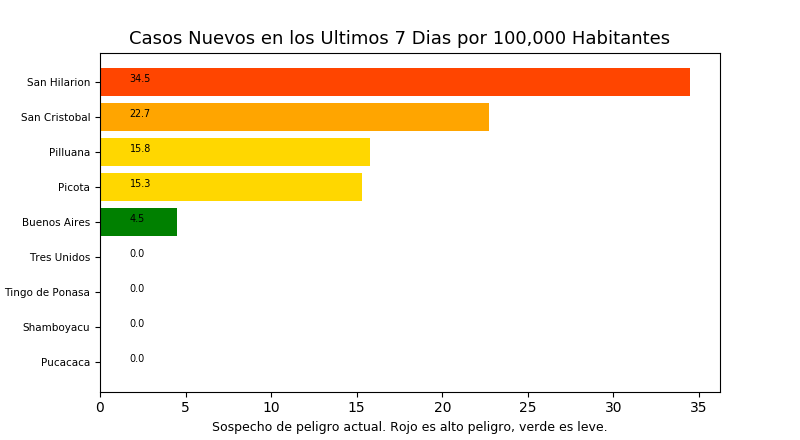 Casos Nuevos en los Ultimos 7 Dias por 100,000 Habitantes
San Hilarion 34.5
San Cristobal 22.7
Pilluana 15.8
Picota 15.3
Buenos Aires 4.5
Tres Unidos 0.0
Tingo de Ponasa 0.0
Shamboyacu 0.0
Pucacaca 0.0
0 5 10 15 20 25 30 35
Sospecho de peligro actual. Rojo es alto peligro, verde es leve.